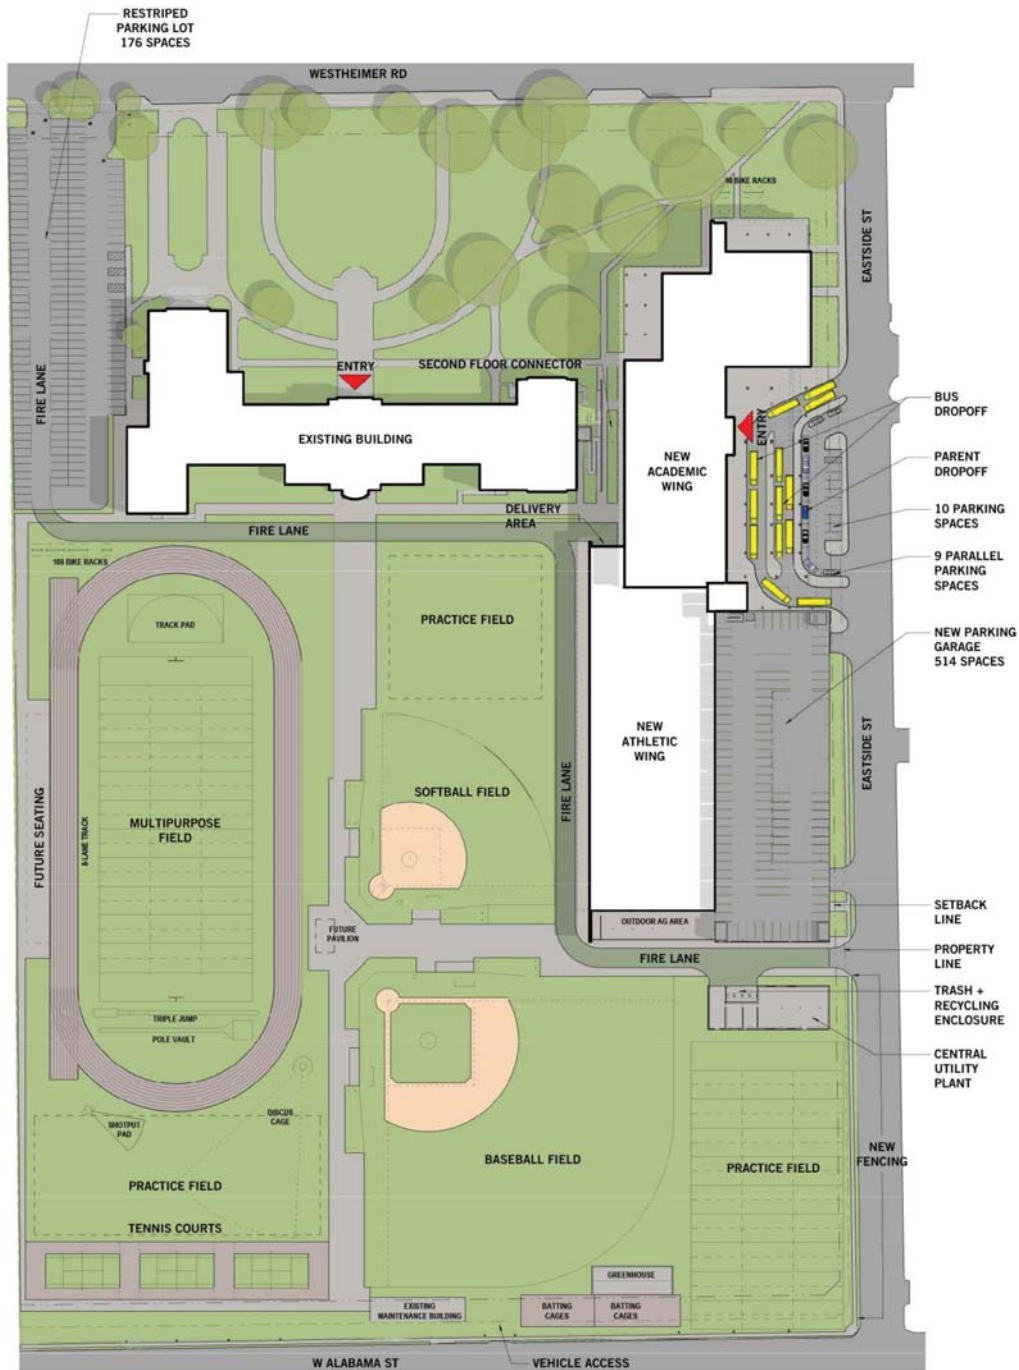 RESTRIPED
PARKING LOT
176 SPACES
WESTHEIMER RD
BIKE RACKS
EASTSIDE ST
FIRE LANE
ENTRY
SECOND FLOOR CONNECTOR
EXISTING BUILDING
ENTRY
BUS
DROPOFF
NEW
ACADEMIC
WING
PARENT
DROPOFF
DELIVERY
AREA
10 PARKING
SPACES
FIRE LANE
9 PARALLEL
PARKING
SPACES
100 BIKE RACKS
PRACTICE FIELD
TRACK PAD
NEW PARKING
GARAGE
514 SPACES
NEW
ATHLETIC
WING
EASTSIDE ST
FUTURE SEATING
8-LANE TRACK
MULTIPURPOSE
FIELD
SOFTBALL FIELD
FIRE LANE
SETBACK
LINE
OUTDOOR AG AREA
FUTURE
PAVILION
PROPERTY
LINE
FIRE LANE
TRASH +
RECYCLING
ENCLOSURE
TRIPLE JUMP
POLE VAULT
CENTRAL
UTILITY
PLANT
DISCUS
CAGE
SHOTPUT
PAD
NEW
FENCING
BASEBALL FIELD
PRACTICE FIELD
PRACTICE FIELD
TENNIS COURTS
GREENHOUSE
EXISTING
MAINTENANCE BUILDING
BATTING
CAGES
BATTING
CAGES
W ALABAMA ST
VEHICLE ACCESS